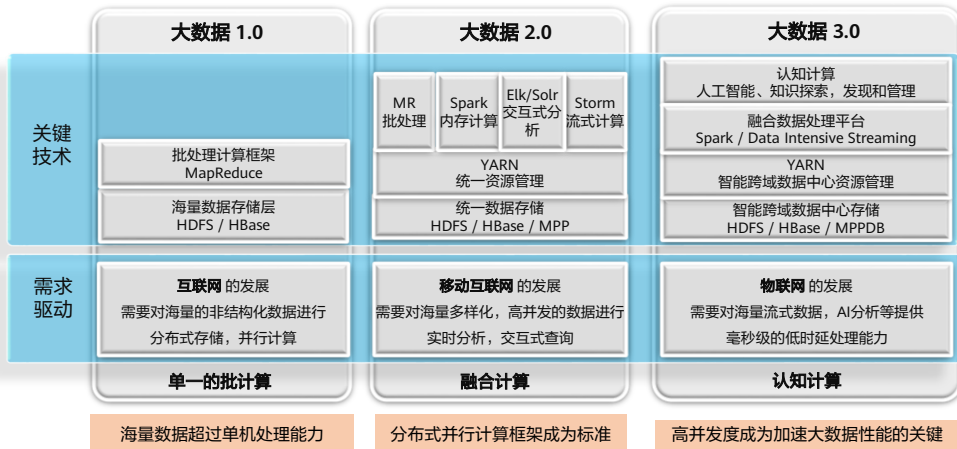 大数据 1.0
大数据 2.0
大数据 3.0
关键
技术
批处理计算框架
MapReduce
海量数据存储层
HDFS / HBase
MR
批处理
Spark
内存计算
Elk/Solr
交互式分
析
Storm
流式计算
YARN
统一资源管理
统一数据存储
HDFS / HBase / MPP
认知计算
人工智能、知识探索，发现和管理
融合数据处理平台
Spark / Data Intensive Streaming
YARN
智能跨域数据中心资源管理
智能跨域数据中心存储
HDFS / HBase / MPPDB
需求
驱动
互联网 的发展
需要对海量的非结构化数据进行
分布式存储，并行计算
移动互联网 的发展
需要对海量多样化，高并发的数据进行
实时分析，交互式查询
物联网 的发展
需要对海量流式数据，AI分析等提供
毫秒级的低时延处理能力
单一的批计算
融合计算
认知计算
海量数据超过单机处理能力
分布式并行计算框架成为标准
高并发度成为加速大数据性能的关键